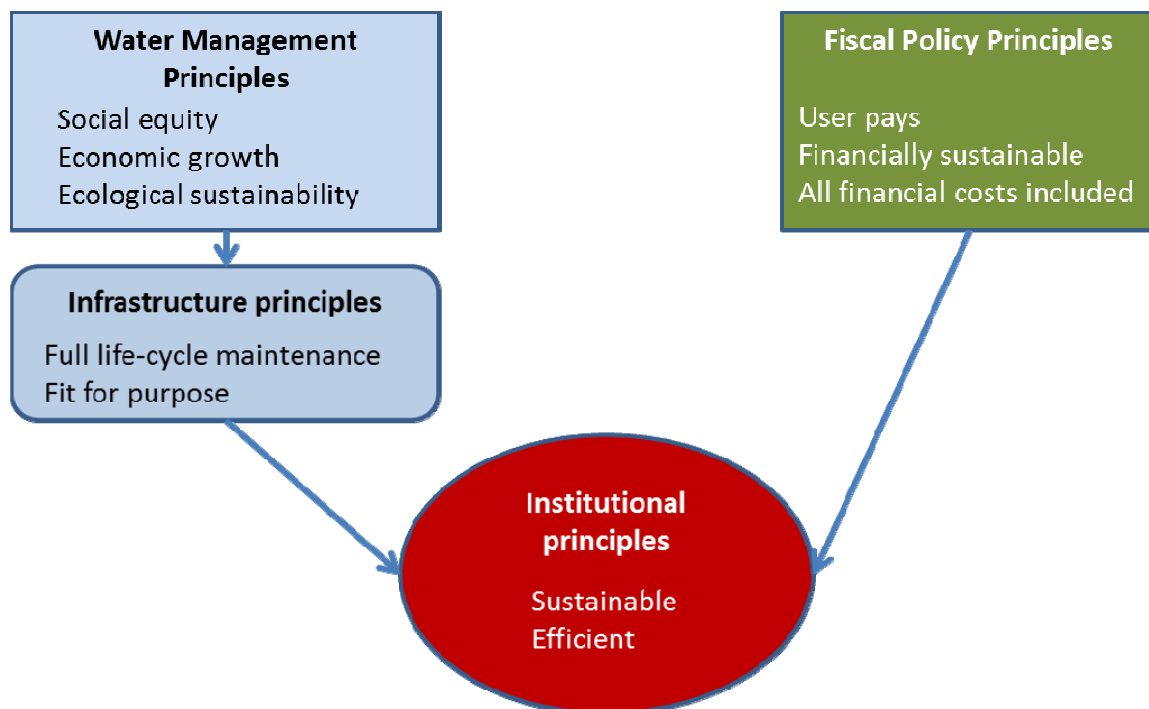 Water Management
Principles
Social equity
Economic growth
Ecological sustainability
Fiscal Policy Principles
User pays
Financially sustainable
All financial costs included
Infrastructure principles
Full life-cycle maintenance
Fit for purpose
Institutional
principles
Sustainable
Efficient